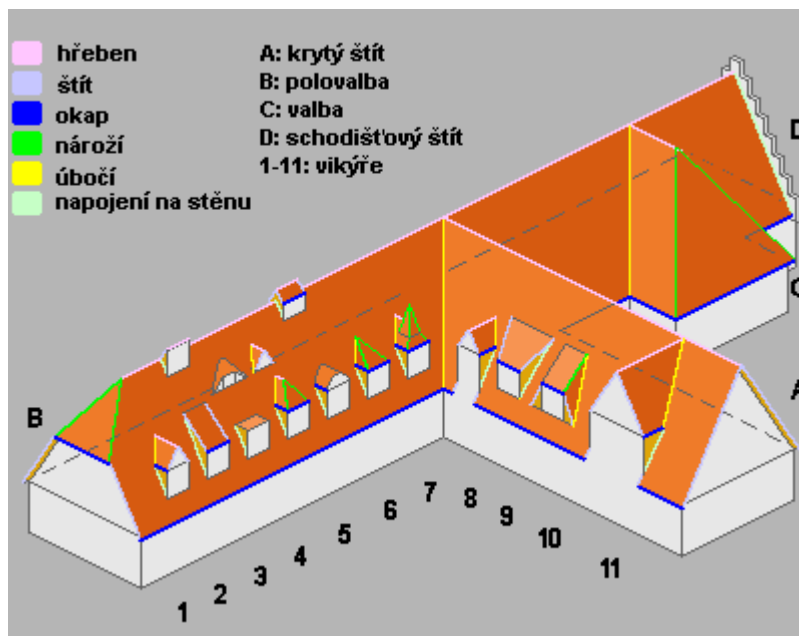 hřeben
štít
okap
nároží
úbočí
napojení na stěnu
A: krytý štít
B: polovalba
C: valba
D: schodišťový štít
1-11: vikýře
D
C
B
A
1
2
3
4
5
6
7
8
9
10
11